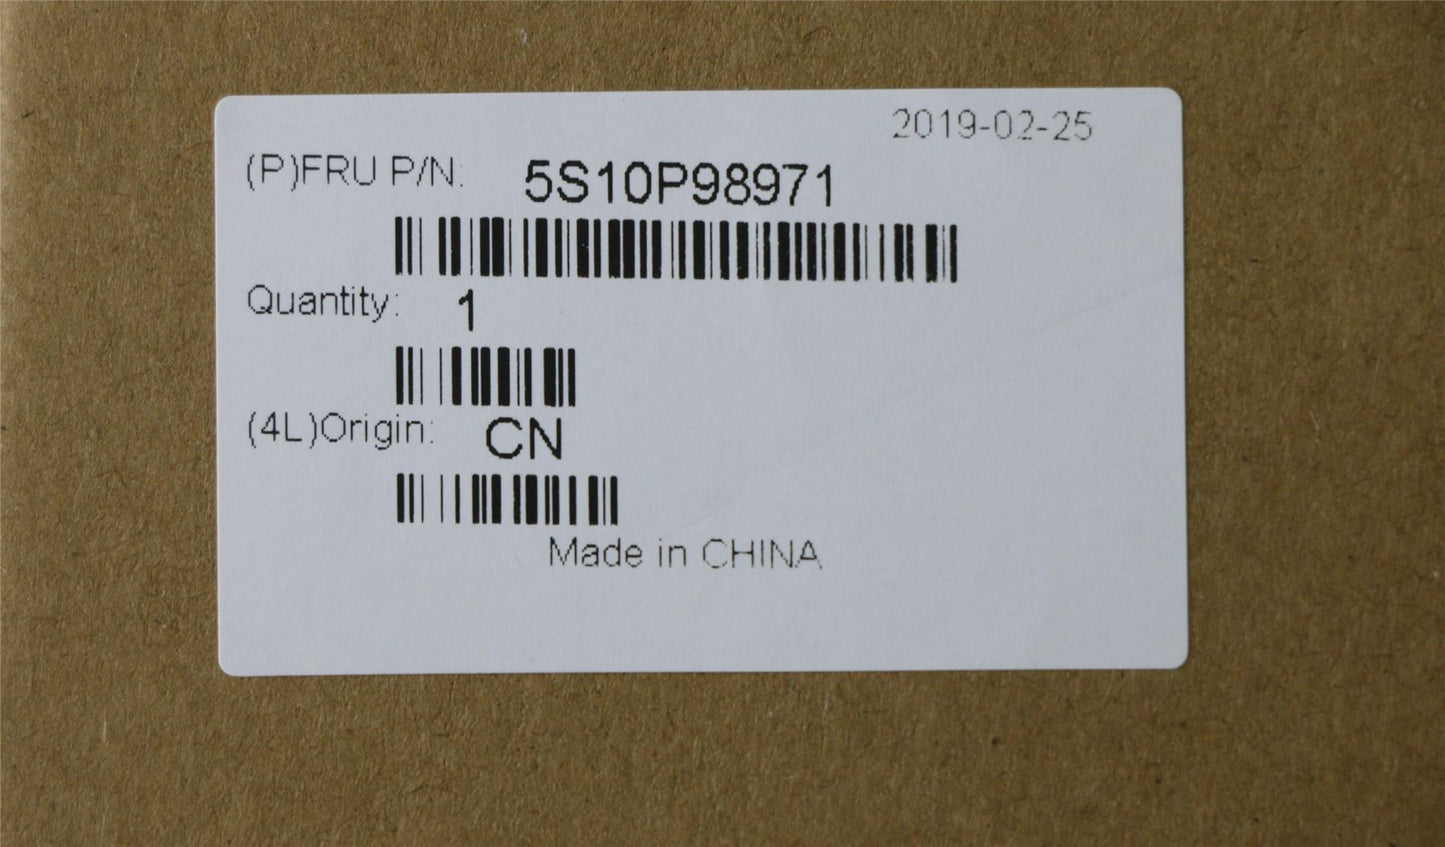 2019-02-25
(P)FRU P/N: 5S10P98971
Quantity: 1
(4L)Origin: CN
Made in CHINA